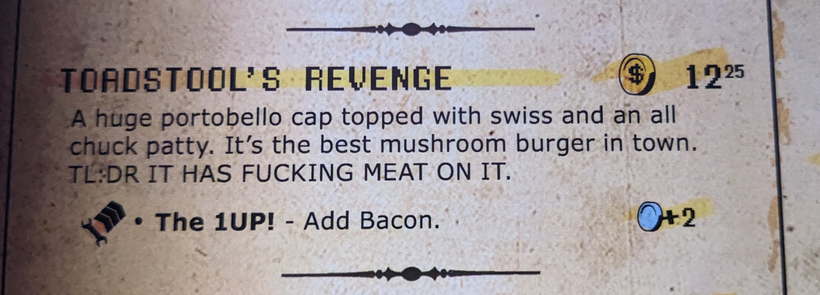 TOADSTOOL'S REVENGE $ 12²⁵
A huge portobello cap topped with swiss and an all
chuck patty. It's the best mushroom burger in town.
TL:DR IT HAS FUCKING MEAT ON IT.
• The 1UP! - Add Bacon. +2